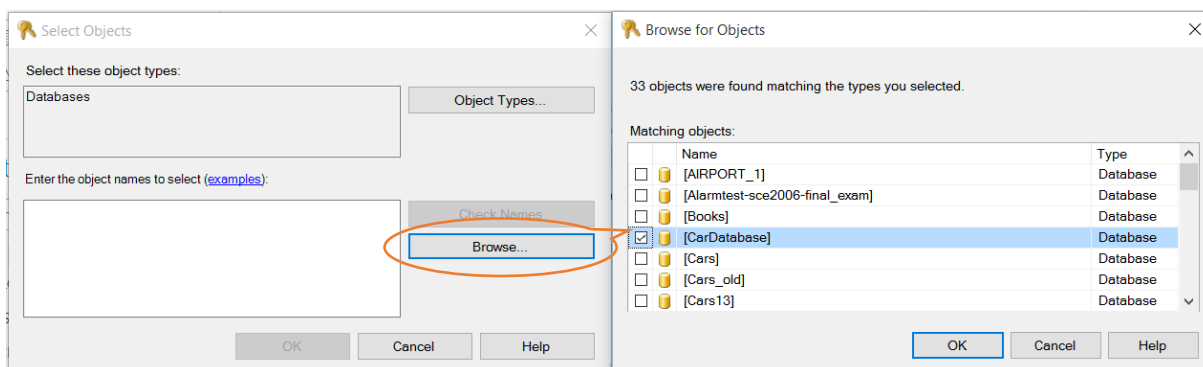 Select Objects
Select these object types:
Databases
Object Types...
Enter the object names to select (examples):
Check Names
Browse...
OK
Cancel
Help
Browse for Objects
33 objects were found matching the types you selected.
Matching objects:
Name Type
[AIRPORT_1] Database
[Alarmtest-sce2006-final_exam] Database
[Books] Database
[CarDatabase] Database
[Cars] Database
[Cars_old] Database
[Cars13] Database
OK
Cancel
Help